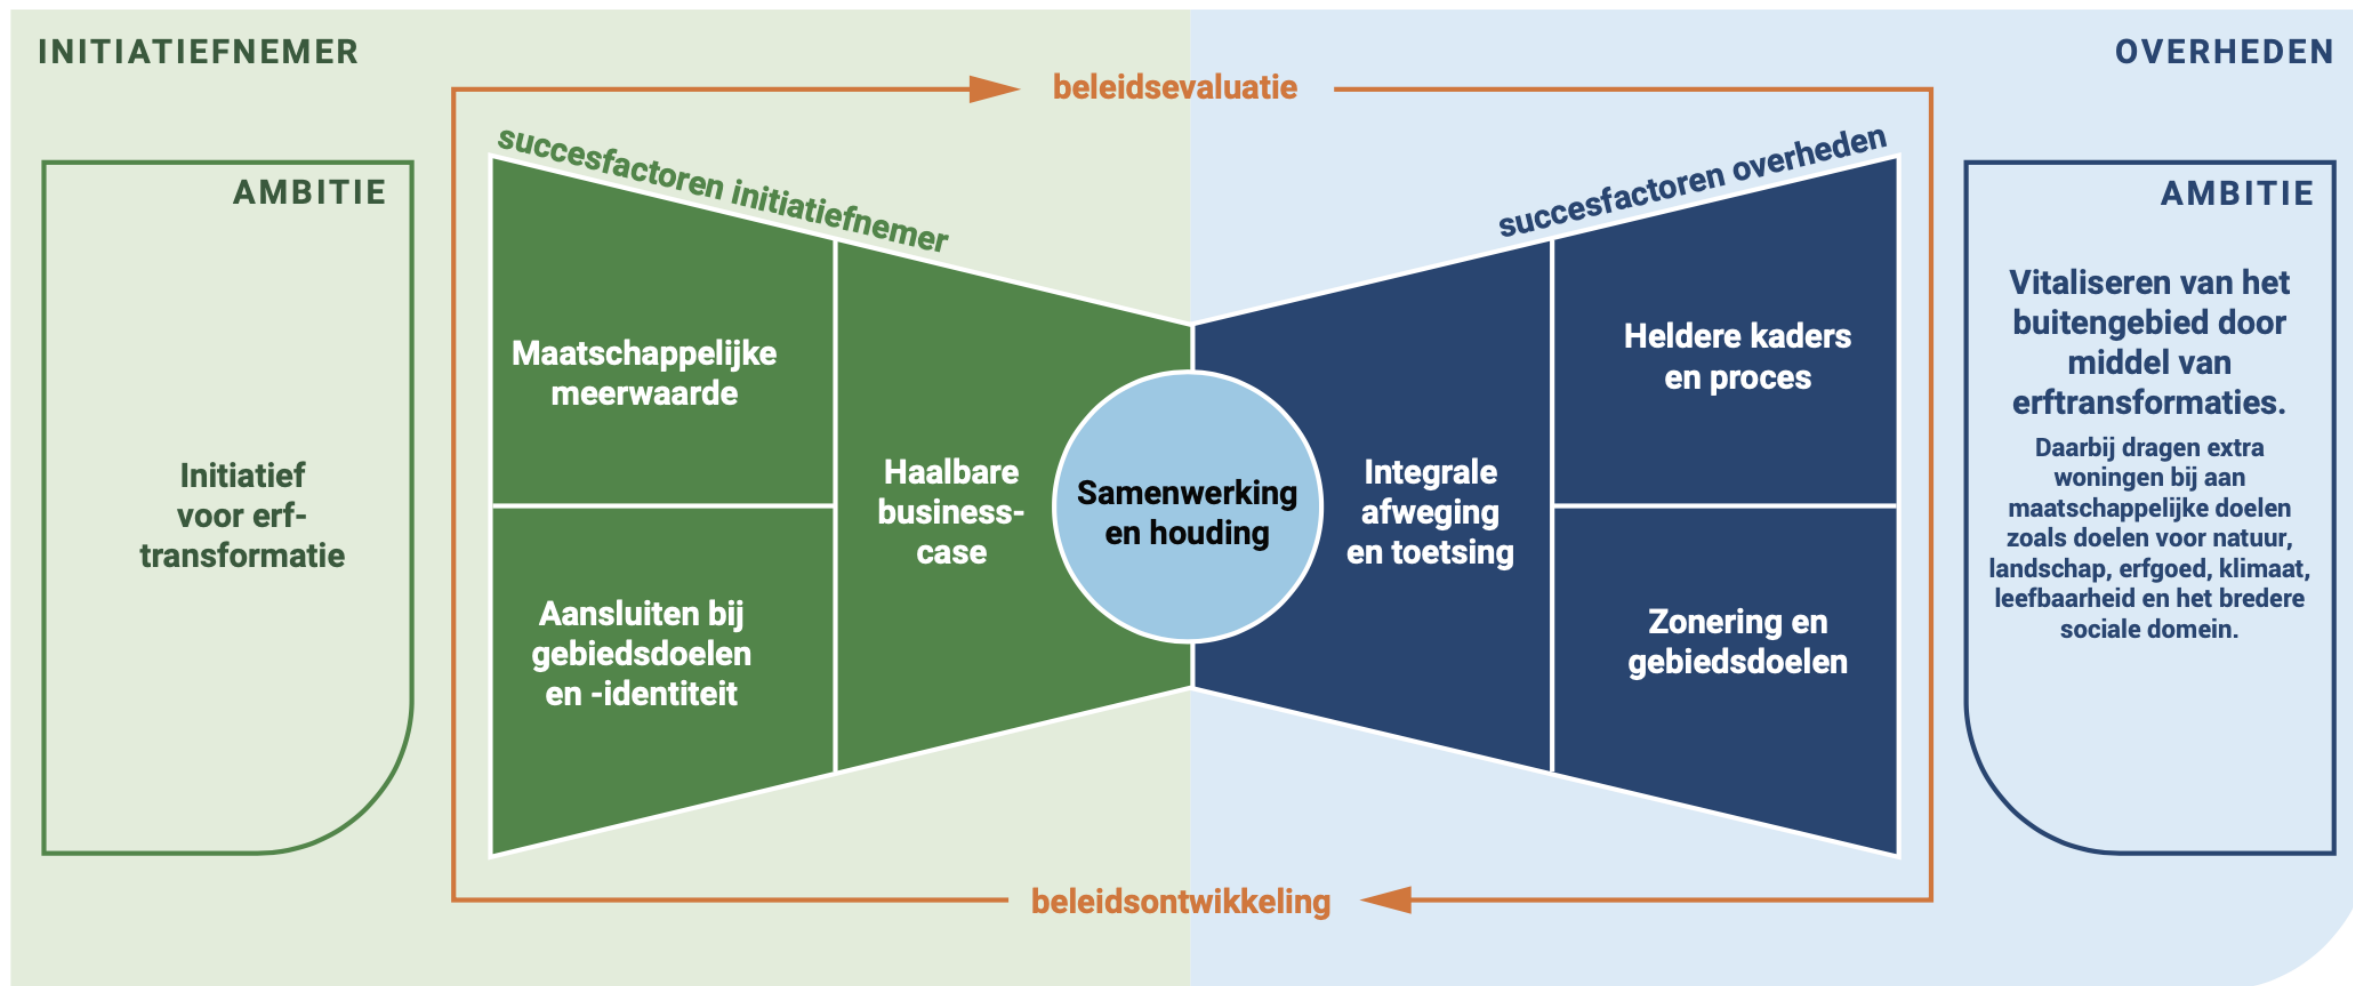 INITIATIEFNEMER
OVERHEDEN
beleidsevaluatie
succesfactoren initiatiefnemer
succesfactoren overheden
AMBITIE
Initiatief
voor erf-
transformatie
Maatschappelijke
meerwaarde
Aansluiten bij
gebiedsdoelen
en -identiteit
Haalbare
business-
case
Samenwerking
en houding
Integrale
afweging
en toetsing
Heldere kaders
en proces
Zonering en
gebiedsdoelen
AMBITIE
Vitaliseren van het
buitengebied door
middel van
erftransformaties.
Daarbij dragen extra
woningen bij aan
maatschappelijke doelen
zoals doelen voor natuur,
landschap, erfgoed, klimaat,
leefbaarheid en het bredere
sociale domein.
beleidsontwikkeling